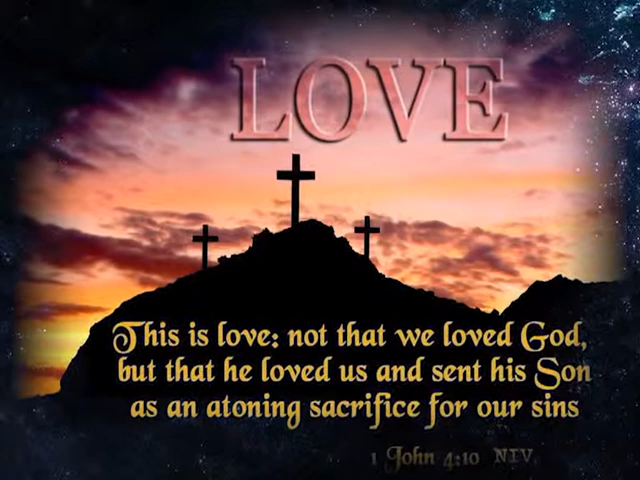 LOVE
This is love: not that we loved God,
but that he loved us and sent his Son
as an atoning sacrifice for our sins
1 John 4:10 NIV